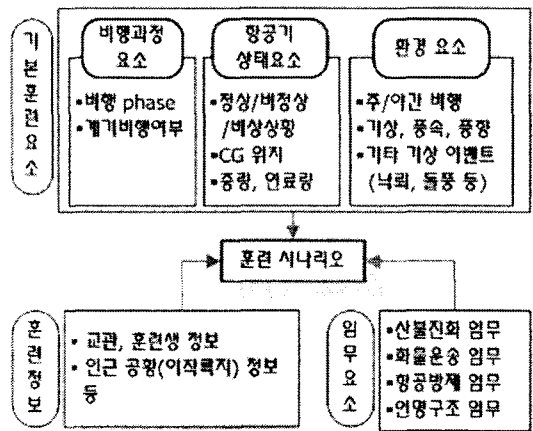 기본훈련요소
비행과정
요소
•비행 phase
•계기비행여부
항공기
상태요소
•정상/비정상
/비상상황
•CG 위치
•중량, 연료량
환경 요소
•주/야간 비행
•기상, 풍속, 풍향
•기타 기상 이벤트
(낙뢰, 돌풍 등)
훈련 시나리오
훈련정보
• 교관, 훈련생 정보
• 인근 공항(이착륙지) 정보
등
임무요소
•산불진화 임무
•화물운송 임무
•항공방제 임무
•인명구조 임무